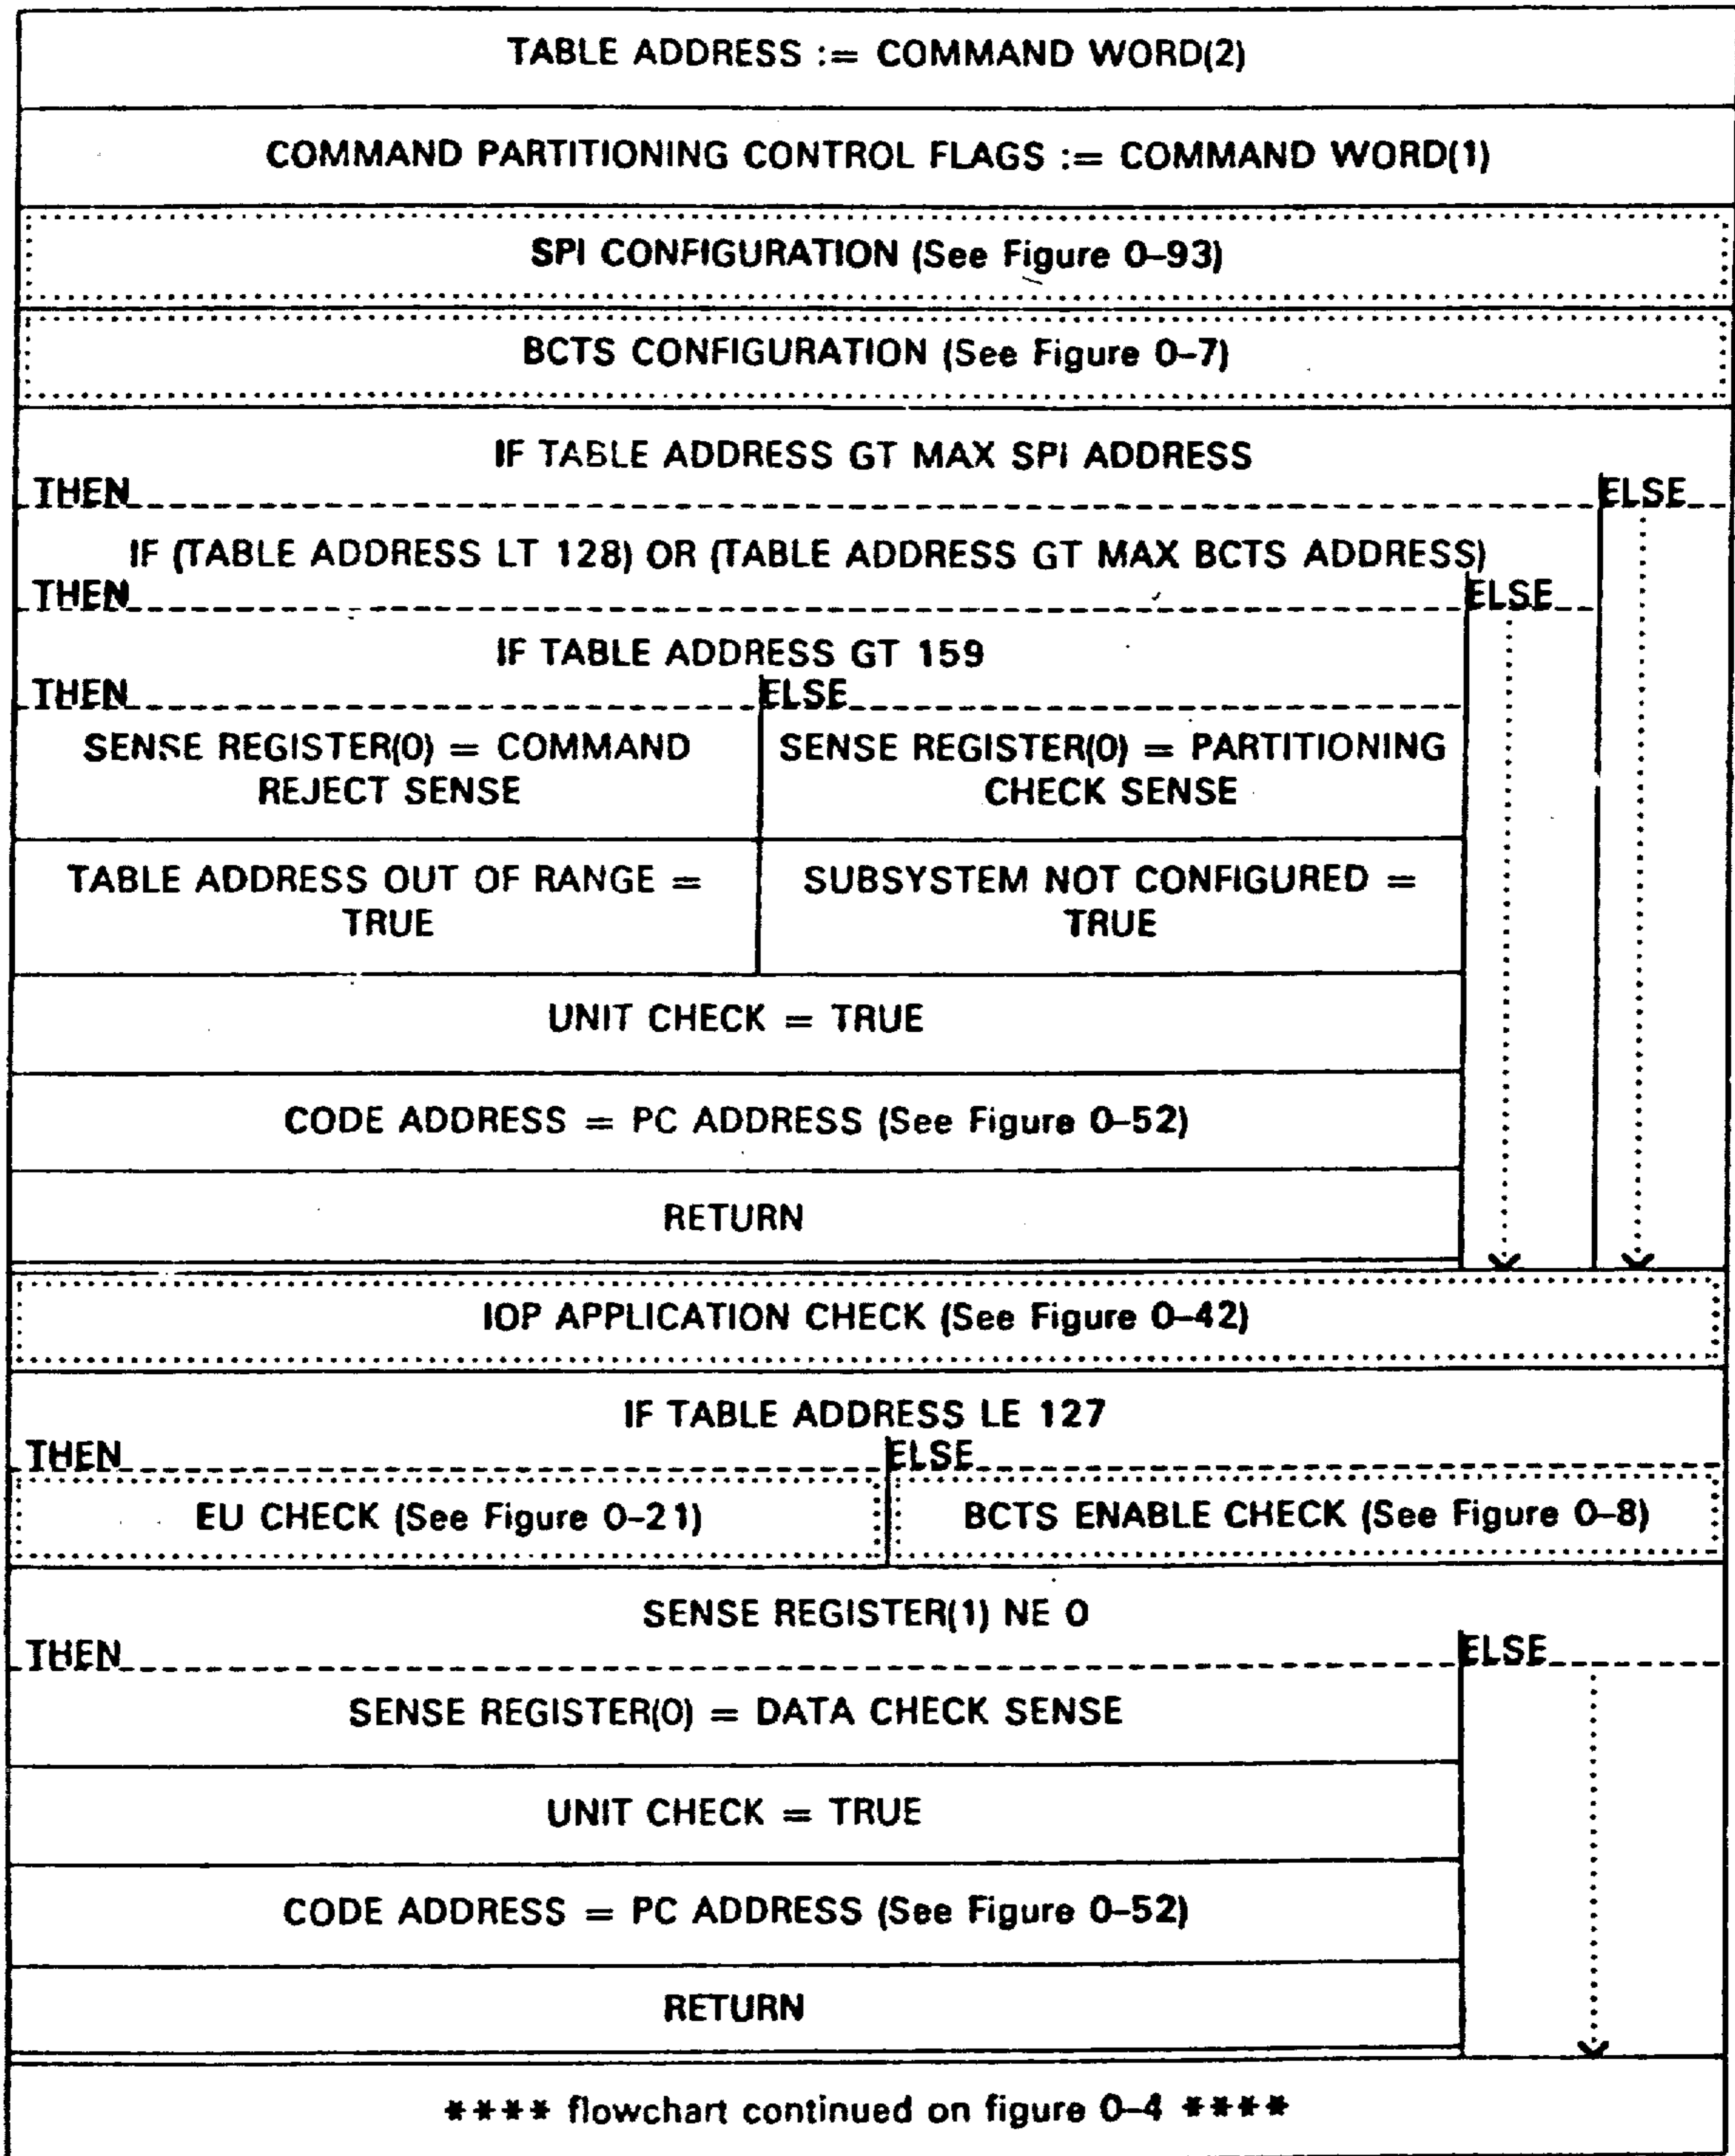 TABLE ADDRESS := COMMAND WORD(2)
COMMAND PARTITIONING CONTROL FLAGS := COMMAND WORD(1)
SPI CONFIGURATION (See Figure 0–93)
BCTS CONFIGURATION (See Figure 0–7)
IF TABLE ADDRESS GT MAX SPI ADDRESS
THEN ELSE
IF (TABLE ADDRESS LT 128) OR (TABLE ADDRESS GT MAX BCTS ADDRESS)
THEN ELSE
IF TABLE ADDRESS GT 159
THEN ELSE
SENSE REGISTER(0) = COMMAND
REJECT SENSE
SENSE REGISTER(0) = PARTITIONING
CHECK SENSE
TABLE ADDRESS OUT OF RANGE =
TRUE
SUBSYSTEM NOT CONFIGURED =
TRUE
UNIT CHECK = TRUE
CODE ADDRESS = PC ADDRESS (See Figure 0–52)
RETURN
IOP APPLICATION CHECK (See Figure 0–42)
IF TABLE ADDRESS LE 127
THEN ELSE
EU CHECK (See Figure 0–21)
BCTS ENABLE CHECK (See Figure 0–8)
SENSE REGISTER(1) NE 0
THEN ELSE
SENSE REGISTER(0) = DATA CHECK SENSE
UNIT CHECK = TRUE
CODE ADDRESS = PC ADDRESS (See Figure 0–52)
RETURN
**** flowchart continued on figure 0–4 ****